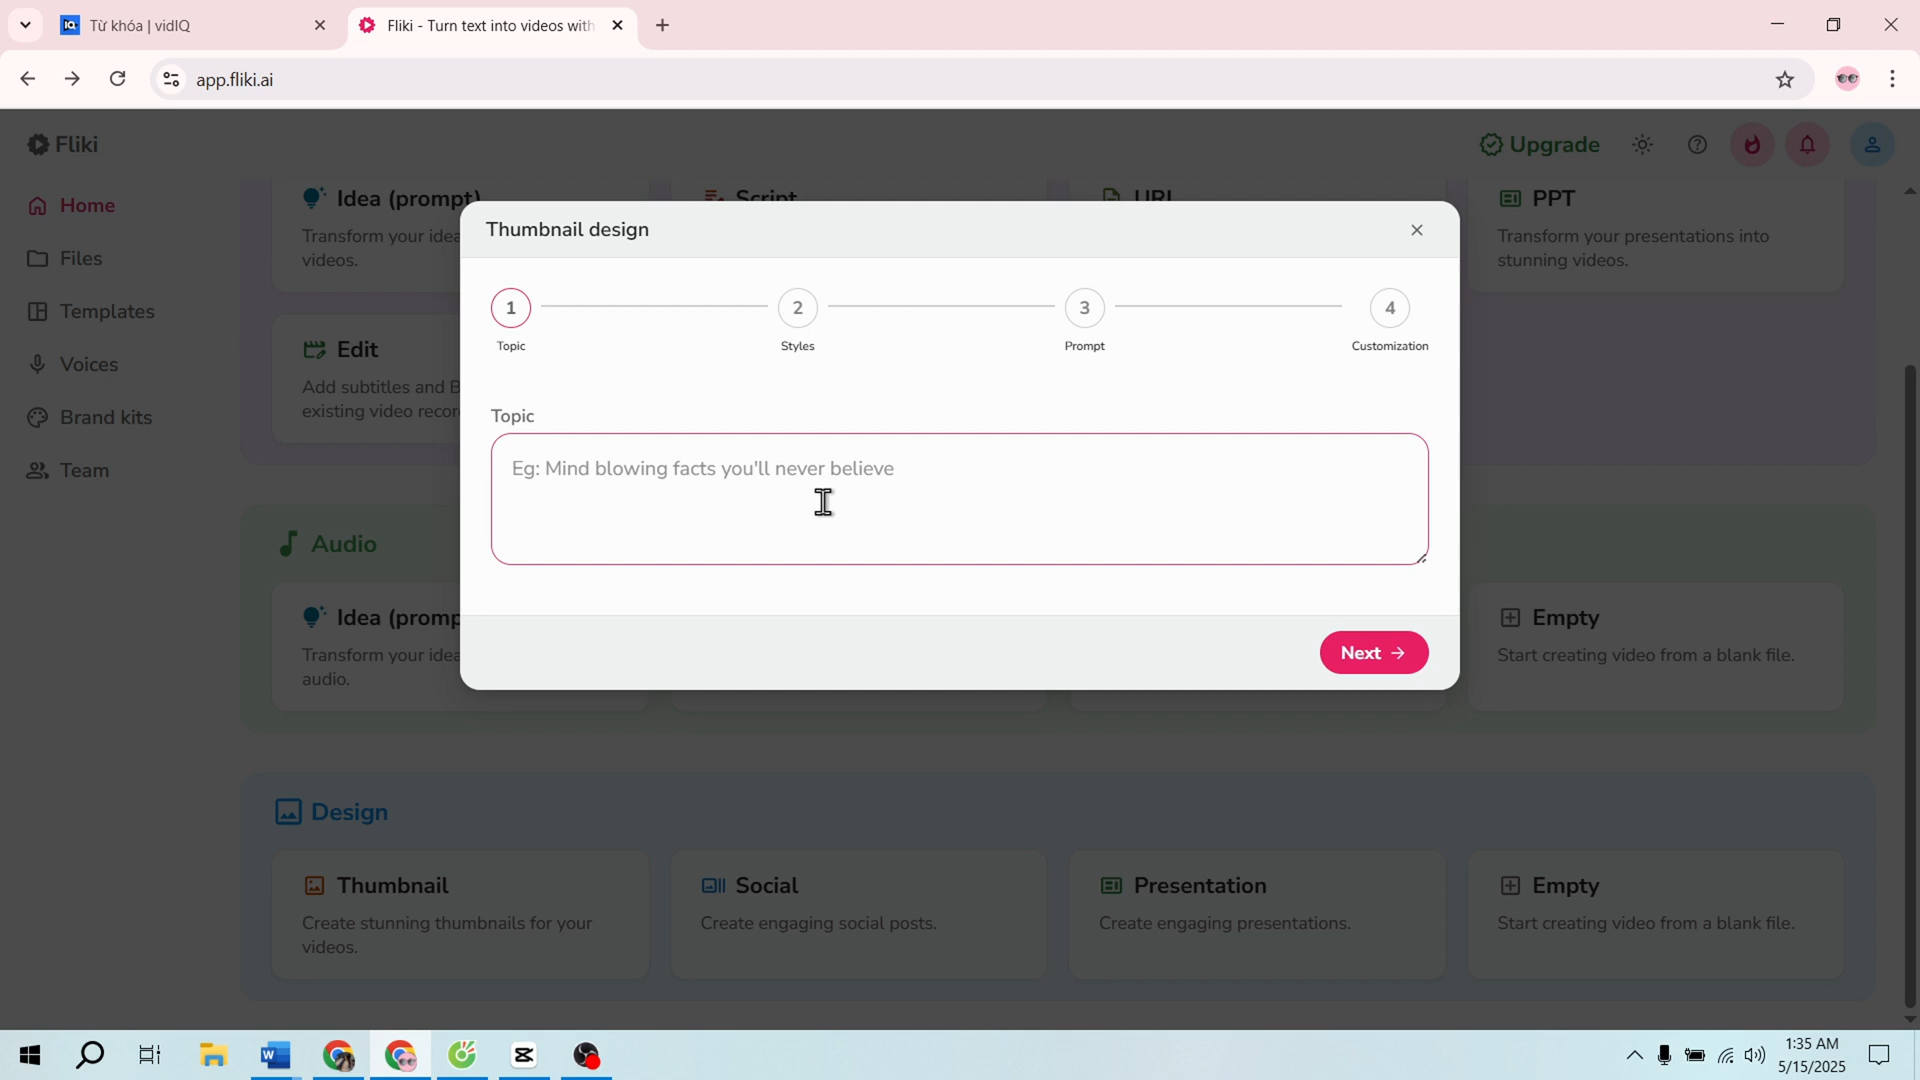 Từ khóa | vidIQ
Fliki - Turn text into videos with
app.fliki.ai
Fliki
Upgrade
Home
Files
Templates
Voices
Brand kits
Team
Idea (prompt)
Transform your idea
videos.
Script
URL
PPT
Transform your presentations into
stunning videos.
Edit
Add subtitles and B
existing video recor
Thumbnail design
1
2
3
4
Topic
Styles
Prompt
Customization
Topic
Eg: Mind blowing facts you'll never believe
Next
Audio
Idea (promp
Transform your idea
audio.
Empty
Start creating video from a blank file.
Design
Thumbnail
Create stunning thumbnails for your
videos.
Social
Create engaging social posts.
Presentation
Create engaging presentations.
Empty
Start creating video from a blank file.
1:35 AM
5/15/2025